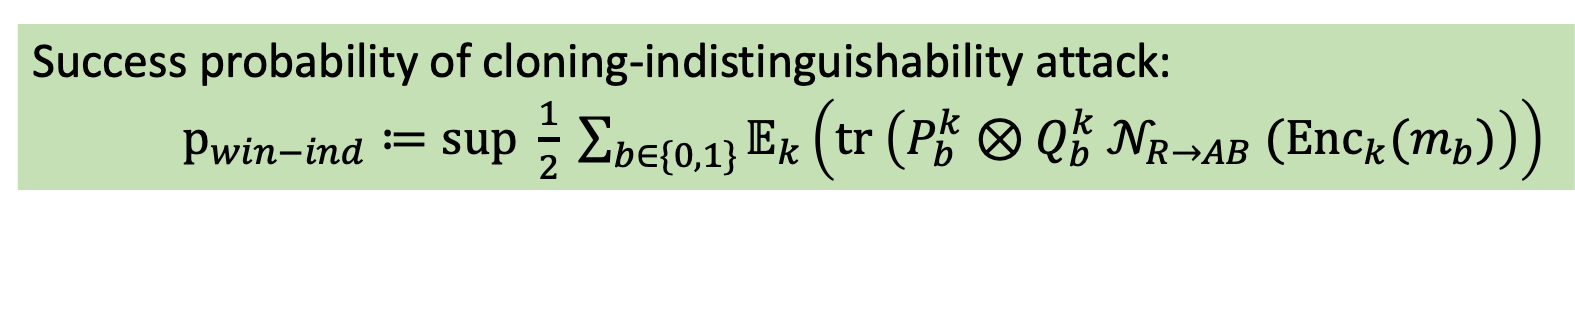 Success probability of cloning-indistinguishability attack:
p_{win−ind} ≔ sup \frac{1}{2} ∑_{b∈{0,1}} 𝔼_k (tr (P_b^k ⊗ Q_b^k 𝒩_{R→AB} (Enc_k(m_b))))